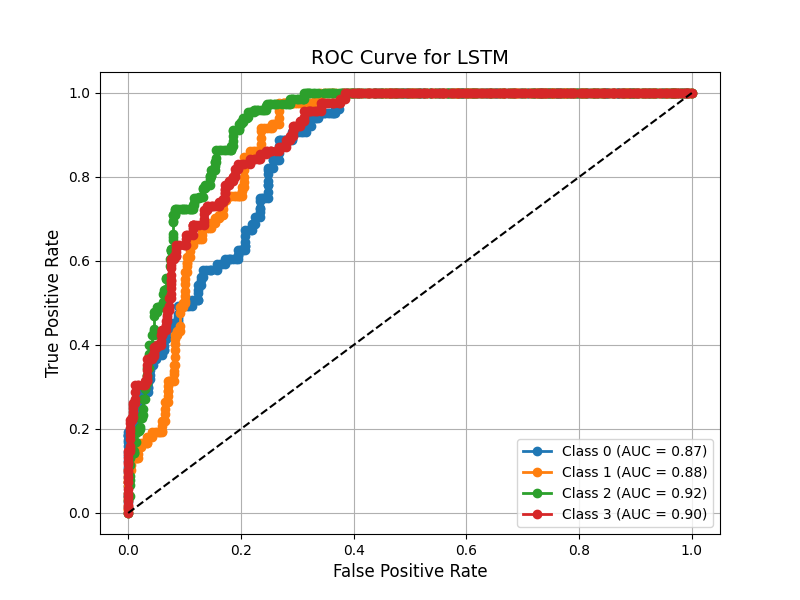 ROC Curve for LSTM
True Positive Rate
1.0
0.8
0.6
0.4
0.2
0.0
Class 0 (AUC = 0.87)
Class 1 (AUC = 0.88)
Class 2 (AUC = 0.92)
Class 3 (AUC = 0.90)
0.0 0.2 0.4 0.6 0.8 1.0
False Positive Rate